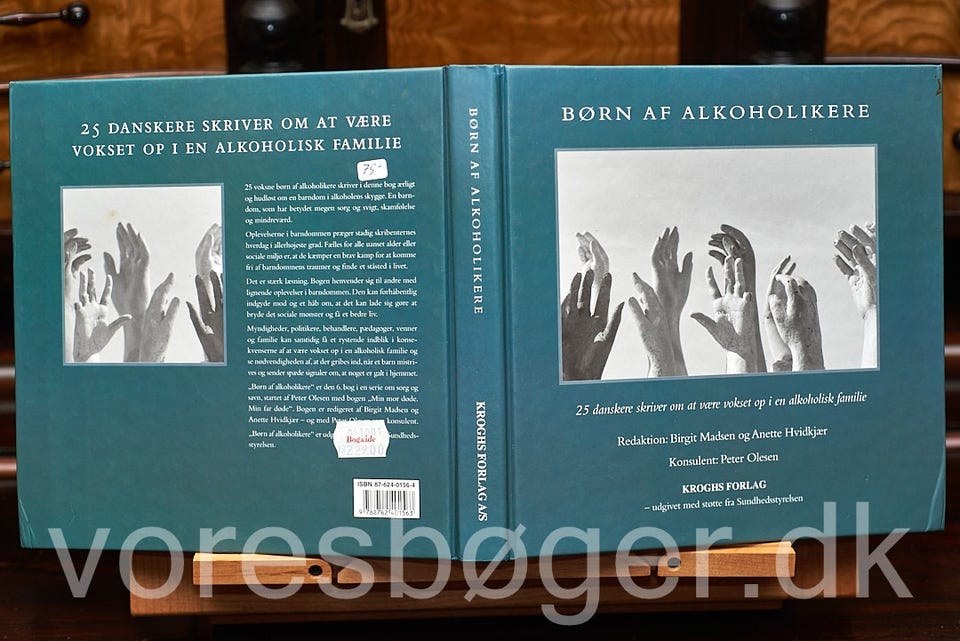 25 DANSKERE SKRIVER OM AT VÆRE
VOKSET OP I EN ALKOHOLISK FAMILIE
75-
25 voksne børn af alkoholikere skriver i denne bog ærligt
og hudløst om en barndom i alkoholens skygge. En barn-
dom, som har betydet megen sorg og svigt, skamfølelse
og mindreværd.
Oplevelserne i barndommen præger stadig skribenternes
hverdag i allerhøjeste grad. Fælles for alle uanset alder eller
sociale miljø er, at de kæmper en brav kamp for at komme
fri af barndommens traumer og finde et ståsted i livet.
Det er stærk læsning. Bogen henvender sig til andre med
lignende oplevelser i barndommen. Den kan forhåbentlig
indgyde mod og et håb om, at det kan lade sig gøre at
bryde det sociale mønster og få et bedre liv.
Myndigheder, politikere, behandlere, pædagoger, venner
og familie kan samtidig få et rystende indblik i konse-
kvenserne af at være vokset op i en alkoholisk familie og
se nødvendigheden af, at der gribes ind, når en barn mistri-
ves og sender spæde signaler om, at noget er galt i hjemmet.
„Børn af alkoholikere" er den 6. bog i en serie om sorg og
savn, startet af Peter Olesen med bogen „Min mor døde.
Min far døde". Bogen er redigeret af Birgit Madsen og
Anette Hvidkjær – og med Peter Olesen konsulent.
„Børn af alkoholikere" er Sundheds-
styrelsen.
Bog&ide
229.00
ISBN 87-624-0156-4
9 788762 401563
BØRN AF ALKOHOLIKERE
KROGHS FORLAG A/S
BØRN AF ALKOHOLIKERE
25 danskere skriver om at være vokset op i en alkoholisk familie
Redaktion: Birgit Madsen og Anette Hvidkjær
Konsulent: Peter Olesen
KROGHS FORLAG
– udgivet med støtte fra Sundhedsstyrelsen
voresbøger.dk